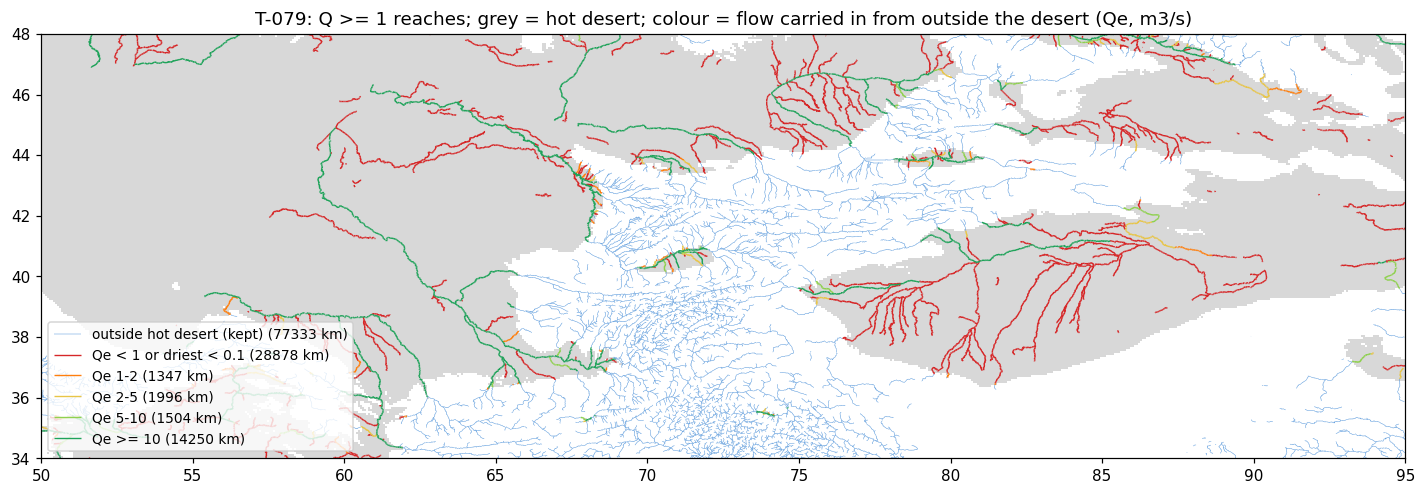 T-079: Q >= 1 reaches; grey = hot desert; colour = flow carried in from outside the desert (Qe, m3/s)
48
46
44
42
40
38
36
34
outside hot desert (kept) (77333 km)
Qe < 1 or driest < 0.1 (28878 km)
Qe 1-2 (1347 km)
Qe 2-5 (1996 km)
Qe 5-10 (1504 km)
Qe >= 10 (14250 km)
50 55 60 65 70 75 80 85 90 95